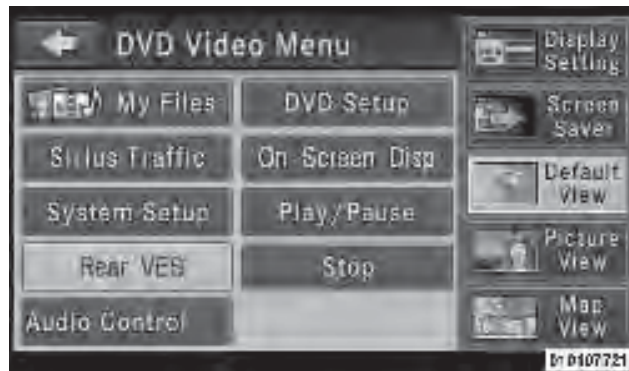 DVD Video Menu
My Files
DVD Setup
Sirius Traffic
On-Screen Disp
System Setup
Play/Pause
Rear VES
Stop
Audio Control
Display
Setting
Screen
Saver
Default
View
Picture
View
Map
View